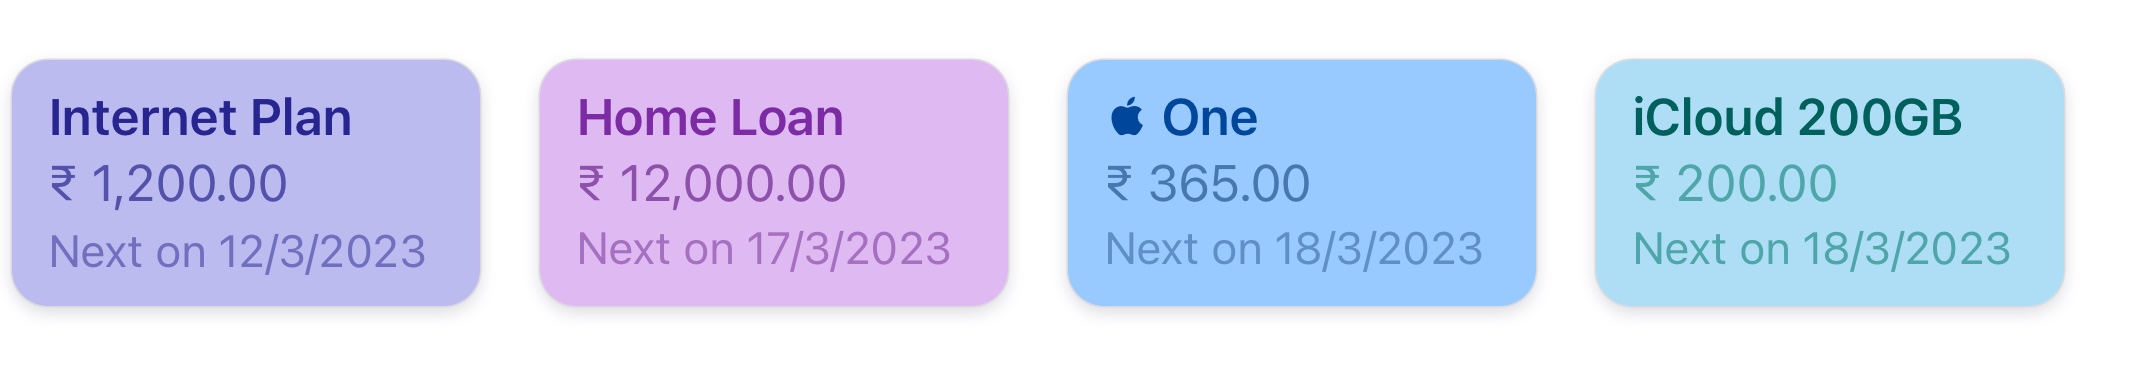 Internet Plan
₹ 1,200.00
Next on 12/3/2023
Home Loan
₹ 12,000.00
Next on 17/3/2023
 One
₹ 365.00
Next on 18/3/2023
iCloud 200GB
₹ 200.00
Next on 18/3/2023